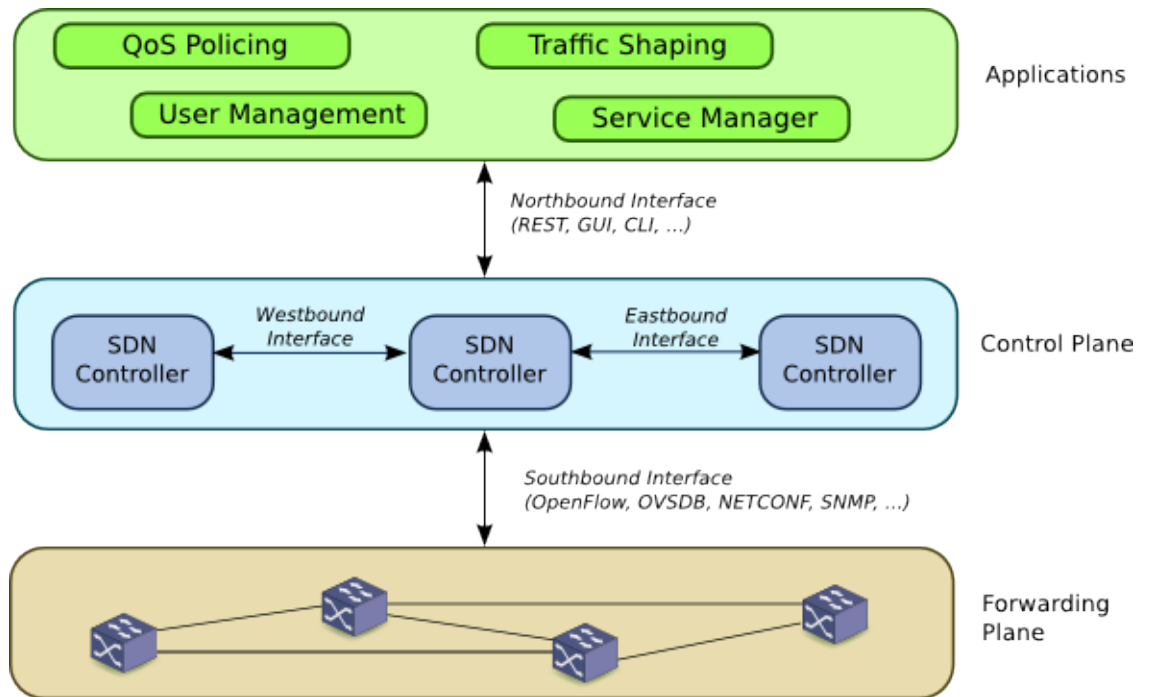 QoS Policing
Traffic Shaping
User Management
Service Manager
Applications
Northbound Interface
(REST, GUI, CLI, ...)
SDN
Controller
Westbound
Interface
SDN
Controller
Eastbound
Interface
SDN
Controller
Control Plane
Southbound Interface
(OpenFlow, OVSDB, NETCONF, SNMP, ...)
Forwarding
Plane